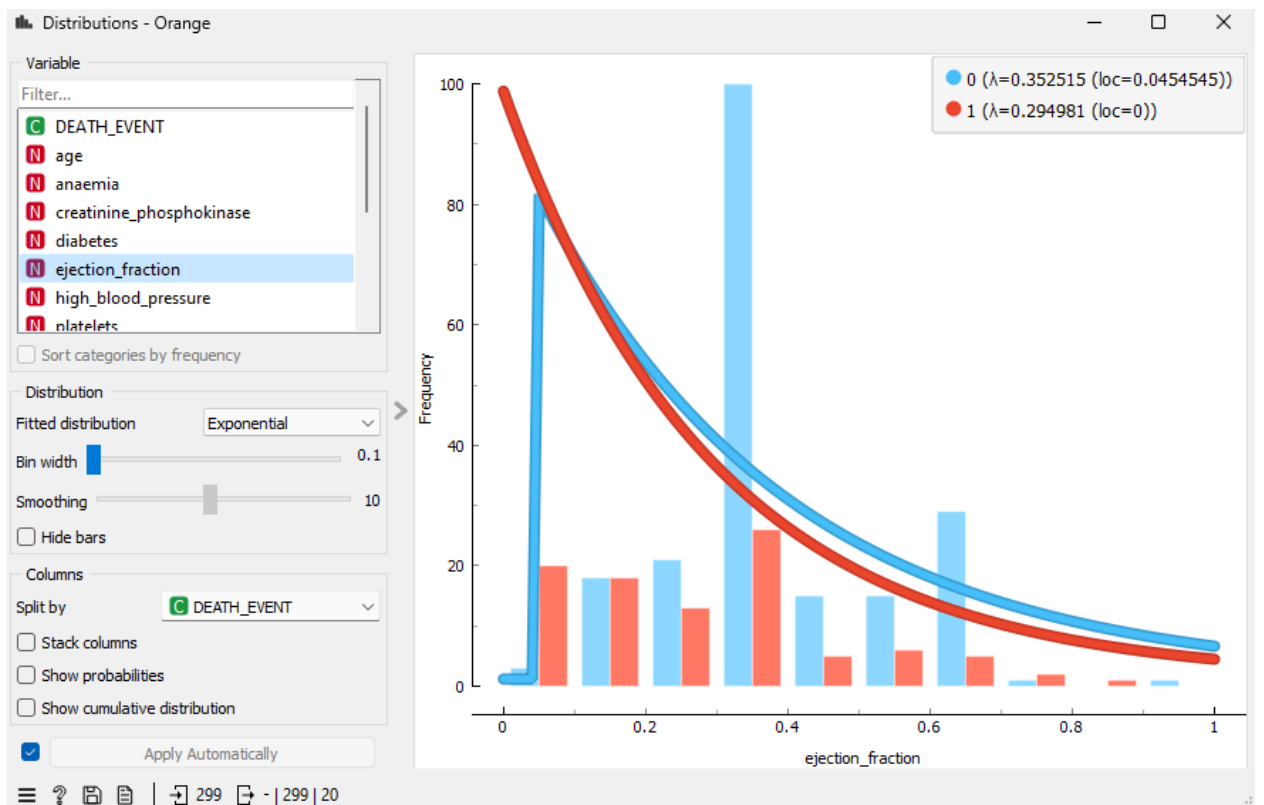 Distributions - Orange
Variable
Filter...
C DEATH_EVENT
N age
N anaemia
N creatinine_phosphokinase
N diabetes
N ejection_fraction
N high_blood_pressure
N platelets
Sort categories by frequency
Distribution
Fitted distribution Exponential
Bin width 0.1
Smoothing 10
Hide bars
Columns
Split by C DEATH_EVENT
Stack columns
Show probabilities
Show cumulative distribution
Apply Automatically
299 - | 299 | 20
0 (λ=0.352515 (loc=0.0454545))
1 (λ=0.294981 (loc=0))
100
80
60
40
20
0
Frequency
0 0.2 0.4 0.6 0.8 1
ejection_fraction